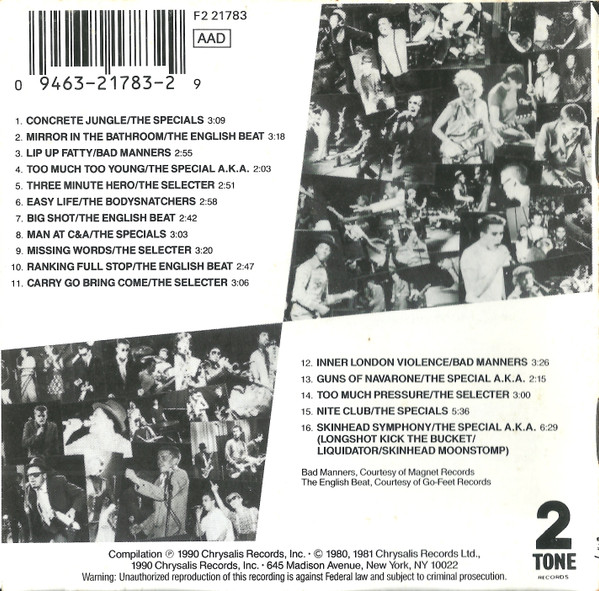 F2 21783
AAD
0 9463-21783-2 9
1. CONCRETE JUNGLE/THE SPECIALS 3:09
2. MIRROR IN THE BATHROOM/THE ENGLISH BEAT 3:18
3. LIP UP FATTY/BAD MANNERS 2:55
4. TOO MUCH TOO YOUNG/THE SPECIAL A.K.A. 2:03
5. THREE MINUTE HERO/THE SELECTER 2:51
6. EASY LIFE/THE BODYSNATCHERS 2:58
7. BIG SHOT/THE ENGLISH BEAT 2:42
8. MAN AT C&A/THE SPECIALS 3:03
9. MISSING WORDS/THE SELECTER 3:20
10. RANKING FULL STOP/THE ENGLISH BEAT 2:47
11. CARRY GO BRING COME/THE SELECTER 3:06
12. INNER LONDON VIOLENCE/BAD MANNERS 3:26
13. GUNS OF NAVARONE/THE SPECIAL A.K.A. 2:15
14. TOO MUCH PRESSURE/THE SELECTER 3:00
15. NITE CLUB/THE SPECIALS 5:36
16. SKINHEAD SYMPHONY/THE SPECIAL A.K.A. 6:29
(LONGSHOT KICK THE BUCKET/
LIQUIDATOR/SKINHEAD MOONSTOMP)
Bad Manners, Courtesy of Magnet Records
The English Beat, Courtesy of Go-Feet Records
2
TONE
RECORDS
Compilation ℗ 1990 Chrysalis Records, Inc. • © 1980, 1981 Chrysalis Records Ltd.,
1990 Chrysalis Records, Inc. • 645 Madison Avenue, New York, NY 10022
Warning: Unauthorized reproduction of this recording is against Federal law and subject to criminal prosecution.